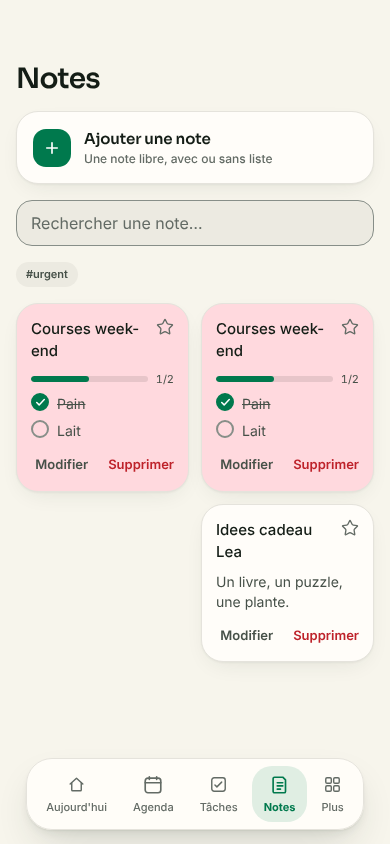 Notes
Ajouter une note
Une note libre, avec ou sans liste
Rechercher une note...
#urgent
Courses week-
end
1/2
Pain
Lait
Modifier Supprimer
Courses week-
end
1/2
Pain
Lait
Modifier Supprimer
Idees cadeau
Lea
Un livre, un puzzle,
une plante.
Modifier Supprimer
Aujourd'hui Agenda Tâches Notes Plus